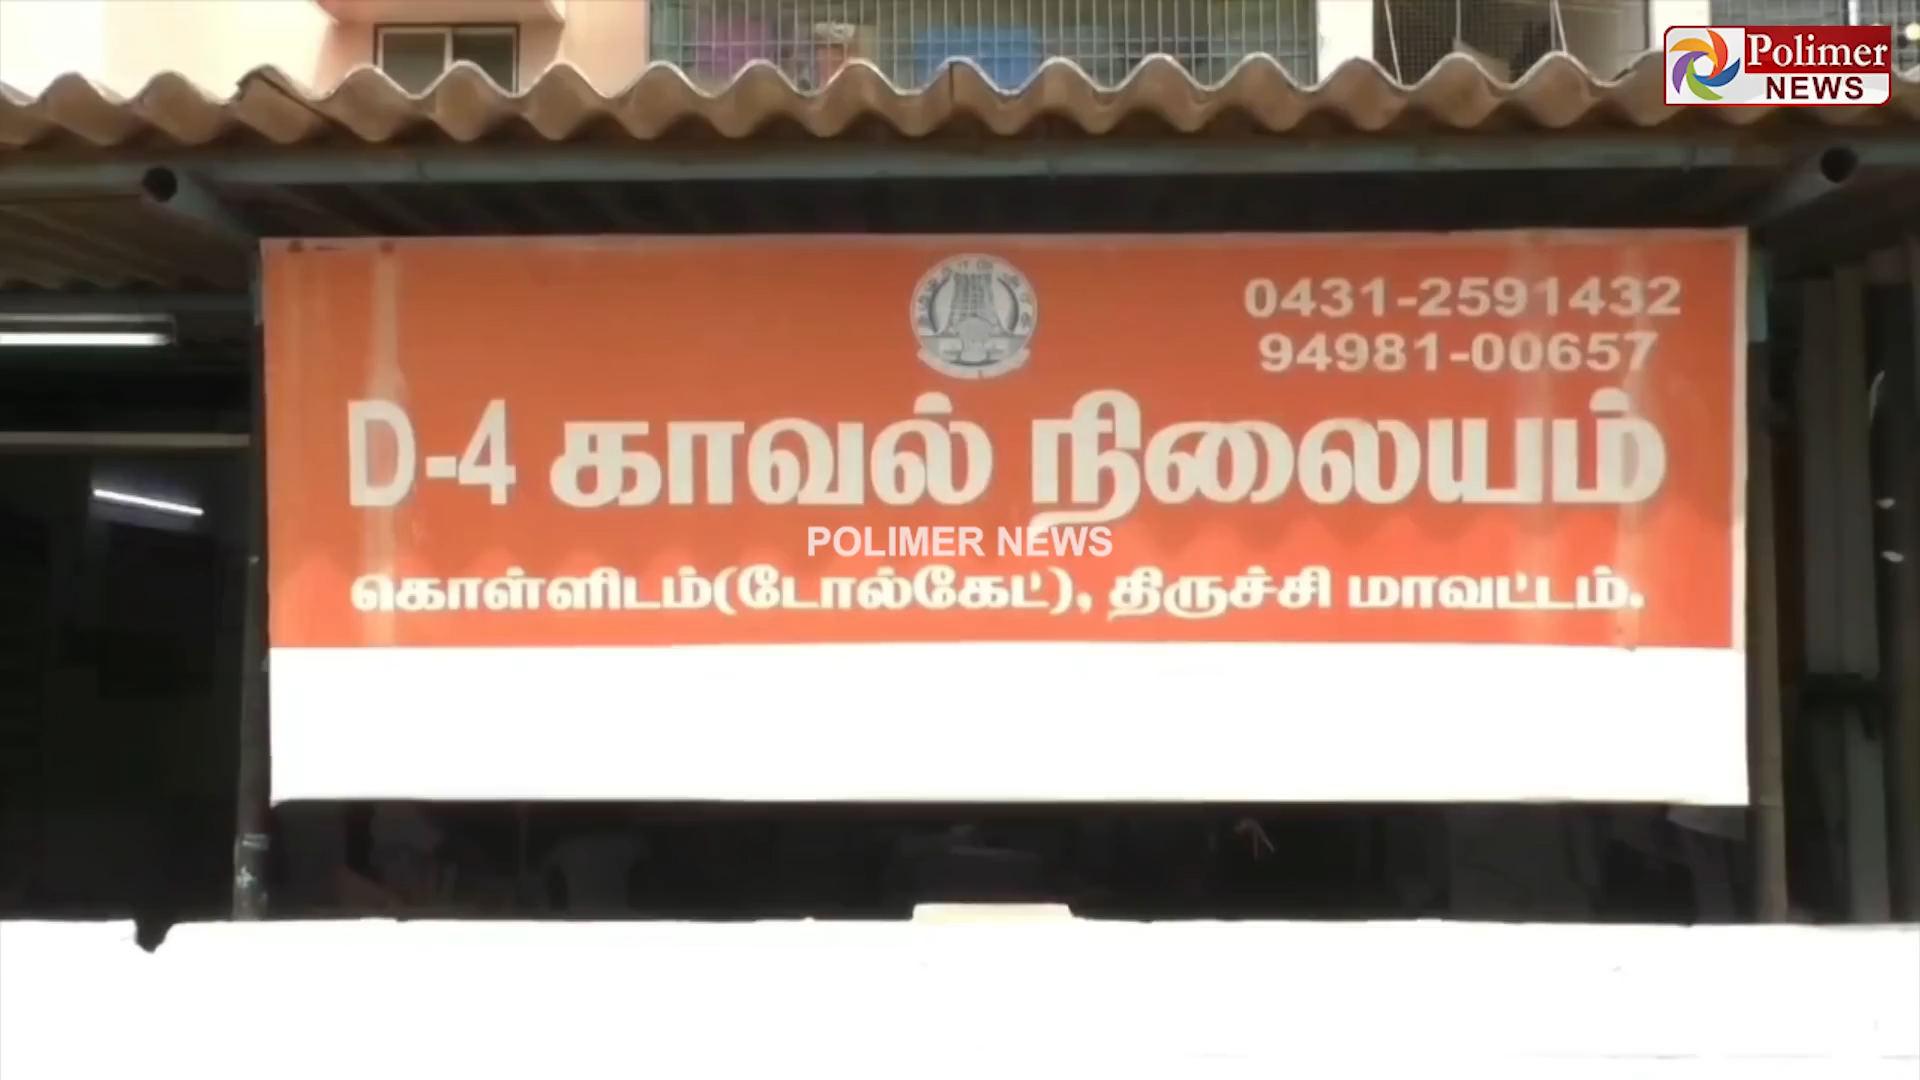 Polimer
NEWS
0431-2591432
94981-00657
D-4 காவல் நிலையம்
POLIMER NEWS
கொள்ளிடம்(டோல்கேட்), திருச்சி மாவட்டம்.